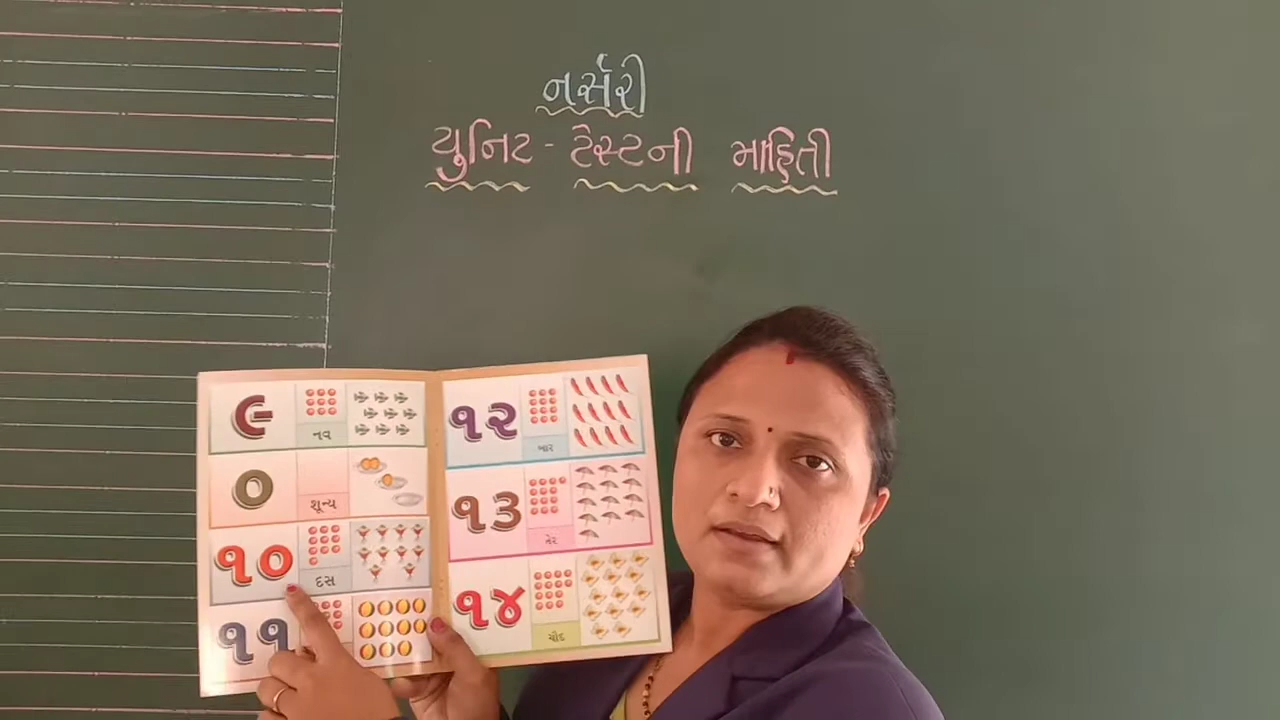 નર્સરી
યુનિટ - ટેસ્ટની માહિતી
૯
નવ
૦
શૂન્ય
૧૦
દસ
૧૧
૧૨
બાર
૧૩
તેર
૧૪
ચૌદ